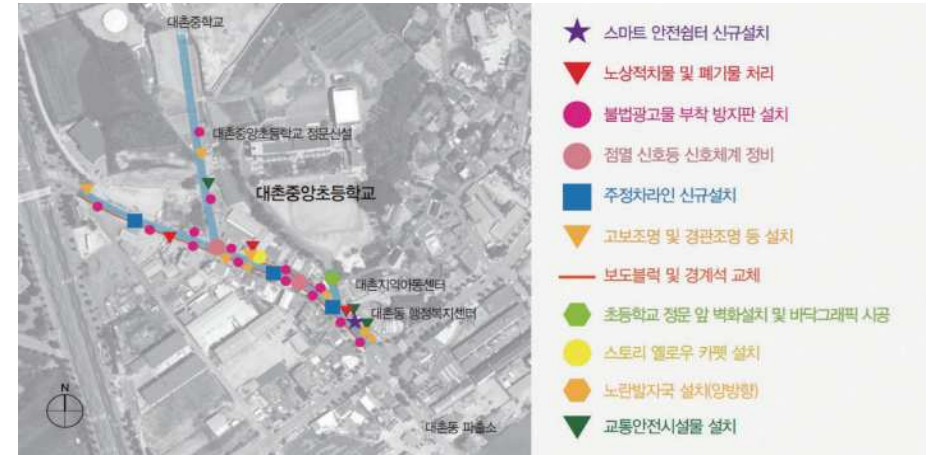 대촌중학교
대촌중앙초등학교 정문신설
대촌중앙초등학교
대촌지역아동센터
대촌동 행정복지센터
N
대촌동 파출소
스마트 안전쉼터 신규설치
노상적치물 및 폐기물 처리
불법광고물 부착 방지판 설치
점멸 신호등 신호체계 정비
주정차라인 신규설치
고보조명 및 경관조명 등 설치
보도블럭 및 경계석 교체
초등학교 정문 앞 벽화설치 및 바닥그래픽 시공
스토리 옐로우 카펫 설치
노란발자국 설치(양방향)
교통안전시설물 설치